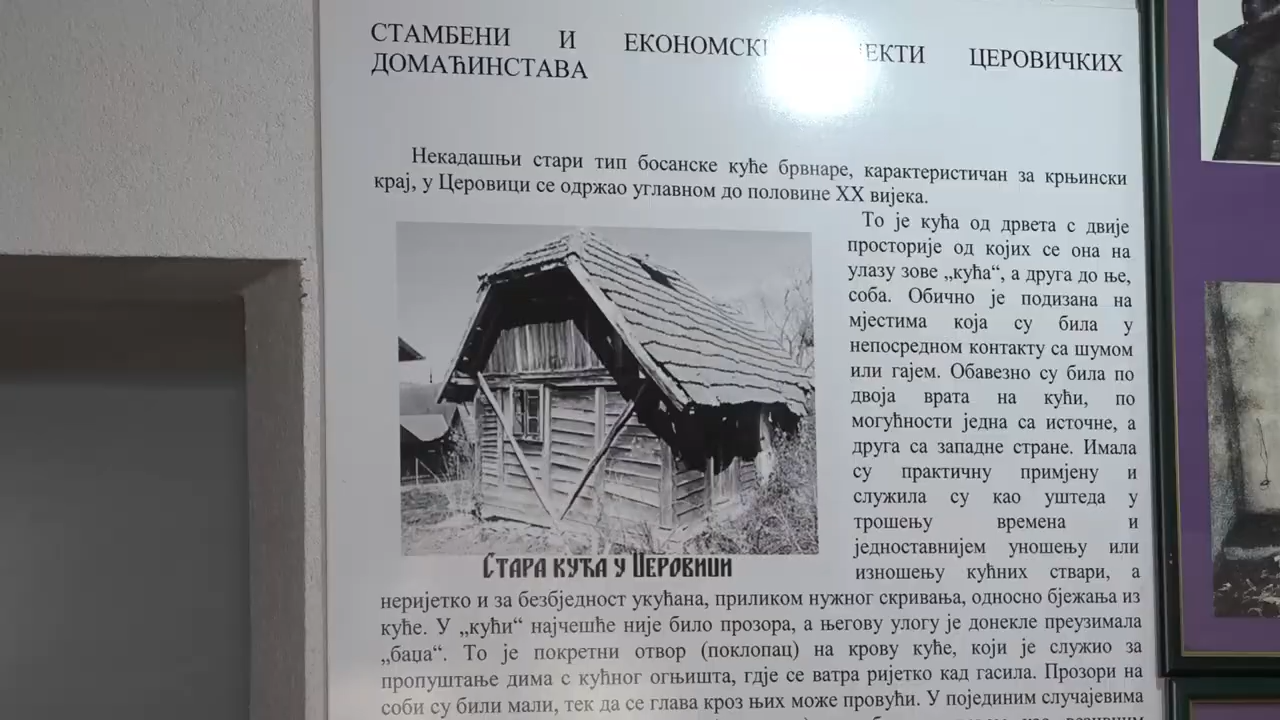 СТАМБЕНИ И ЕКОНОМСКИ ЦЕРОВИЧКИХ
ДОМАЋИНСТАВА
Некадашњи стари тип босанске куће брвнаре, карактеристичан за крњински
крај, у Церовици се одржао углавном до половине XX вијека.
То је кућа од дрвета с двије
просторије од којих се она на
улазу зове „кућа“, а друга до ње,
соба. Обично је подизана на
мјестима која су била у
непосредном контакту са шумом
или гајем. Обавезно су била по
двоја врата на кући, по
могућности једна са источне, а
друга са западне стране. Имала
су практичну примјену и
служила су као уштеда у
трошењу времена и
једноставнијем уношењу или
изношењу кућних ствари, а
Стара кућа у Церовици
неријетко и за безбједност укућана, приликом нужног скривања, односно бјежања из
куће. У „кући“ најчешће није било прозора, а његову улогу је донекле преузимала
„баџа“. То је покретни отвор (поклопац) на крову куће, који је служио за
пропуштање дима с кућног огњишта, гдје се ватра ријетко кад гасила. Прозори на
соби су били мали, тек да се глава кроз њих може провући. У појединим случајевима